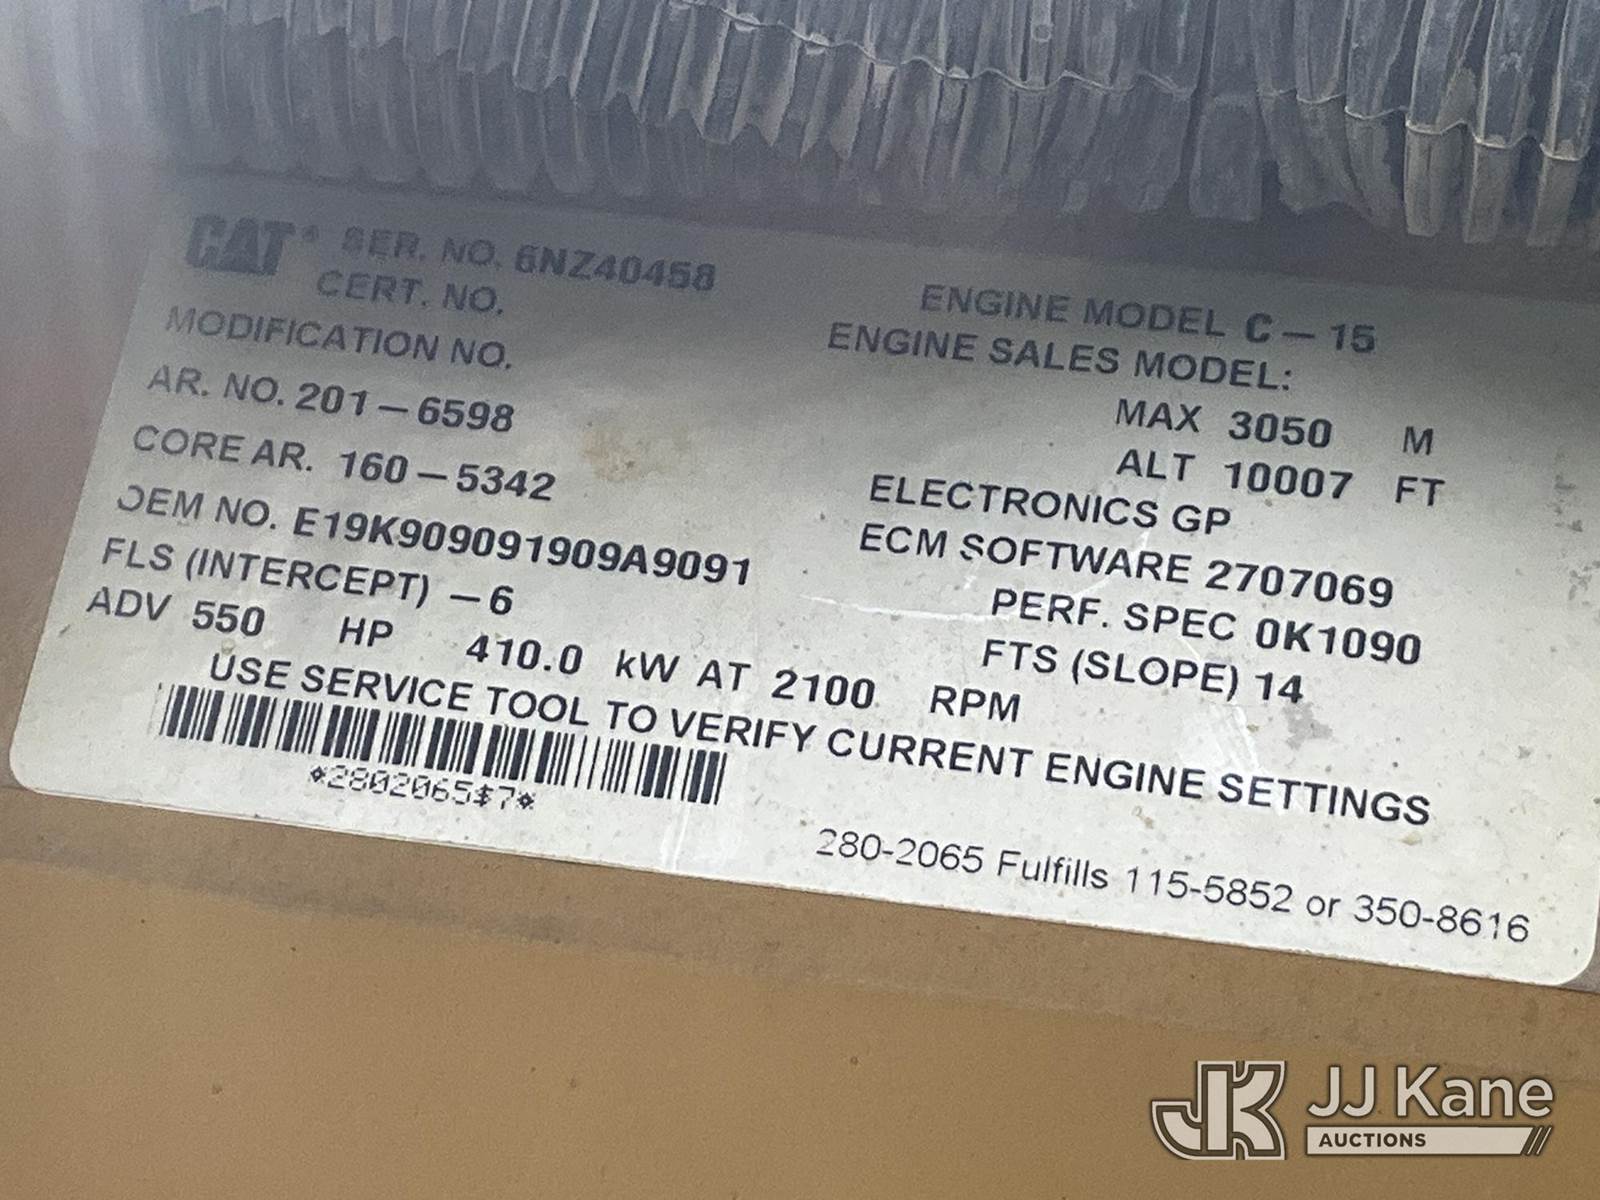 CAT® SER. NO. 6NZ40458
CERT. NO.
MODIFICATION NO.
AR. NO. 201-6598
CORE AR. 160-5342
OEM NO. E19K909091909A9091
FLS (INTERCEPT) -6
ADV 550 HP 410.0 kW AT 2100 RPM
ENGINE MODEL C-15
ENGINE SALES MODEL:
MAX 3050 M
ALT 10007 FT
ELECTRONICS GP
ECM SOFTWARE 2707069
PERF. SPEC 0K1090
FTS (SLOPE) 14
USE SERVICE TOOL TO VERIFY CURRENT ENGINE SETTINGS
*2802065$7*
280-2065 Fulfills 115-5852 or 350-8616
JK JJ Kane
AUCTIONS